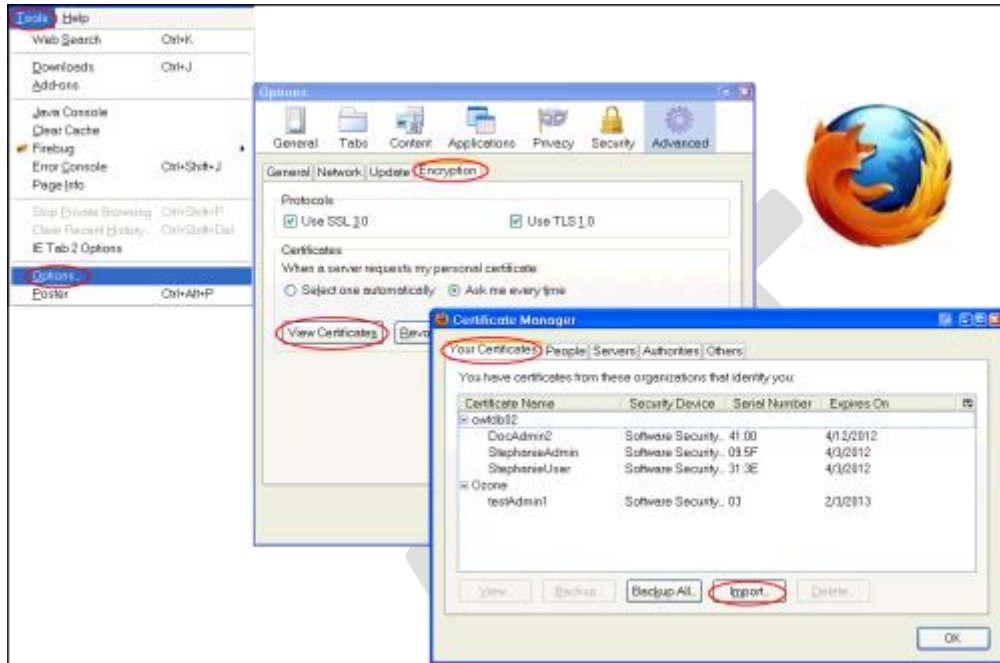 Tools Help
Web Search Ctrl+K
Downloads Ctrl+J
Add-ons
Java Console
Clear Cache
Firebug
Error Console Ctrl+Shift+J
Page Info
Stop Private Browsing Ctrl+Shift+P
Clear Recent History... Ctrl+Shift+Del
IE Tab 2 Options
Options...
Poster Ctrl+Alt+P
Options
General Tabs Content Applications Privacy Security Advanced
General Network Update Encryption
Protocols
Use SSL 3.0 Use TLS 1.0
Certificates
When a server requests my personal certificate
Select one automatically Ask me every time
View Certificates Revo
Certificate Manager
Your Certificates People Servers Authorities Others
You have certificates from these organizations that identify you:
Certificate Name Security Device Serial Number Expires On
owfdb02
DocAdmin2 Software Security... 41:00 4/12/2012
StephanieAdmin Software Security... 09:5F 4/3/2012
StephanieUser Software Security... 31:3E 4/3/2012
Ozone
testAdmin1 Software Security... 03 2/3/2013
View... Backup... Backup All... Import... Delete...
OK